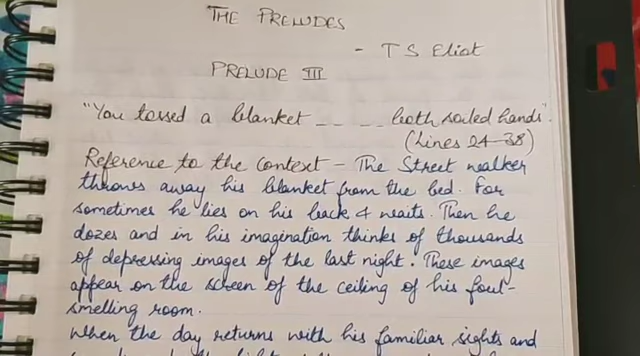 THE PRELUDES
- TS Eliot
PRELUDE III
"You tossed a blanket _ _ _ _ both soiled hands".
(Lines 24-38)
Reference to the context - The Street walker
throws away his blanket from the bed. For
sometimes he lies on his back & waits. Then he
dozes and in his imagination thinks of thousands
of depressing images of the last night. These images
appear on the screen of the ceiling of his foul-
smelling room.
When the day returns with his familiar sights and